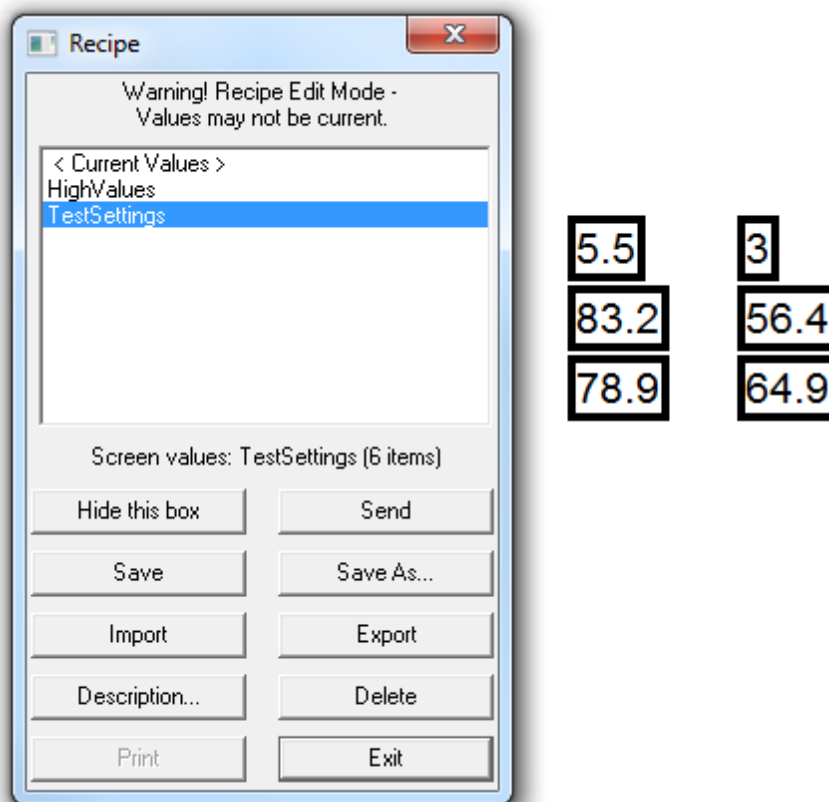 Recipe
Warning! Recipe Edit Mode -
Values may not be current.
< Current Values >
HighValues
TestSettings
Screen values: TestSettings (6 items)
Hide this box
Send
Save
Save As...
Import
Export
Description...
Delete
Print
Exit
5.5
3
83.2
56.4
78.9
64.9